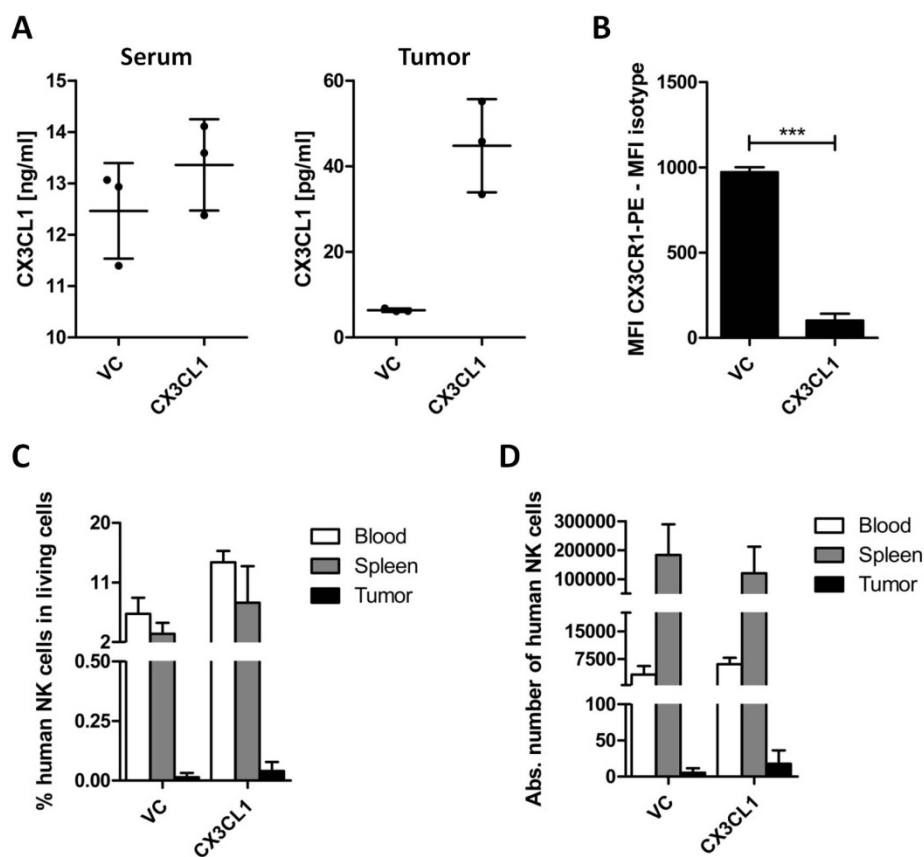 A
Serum
CX3CL1 [ng/ml]
15
14
13
12
11
10
VC
CX3CL1
Tumor
CX3CL1 [pg/ml]
60
40
20
0
VC
CX3CL1
B
MFI CX3CR1-PE - MFI isotype
1500
1000
500
0
***
VC
CX3CL1
C
% human NK cells in living cells
20
11
2
0.50
0.25
0.00
VC
CX3CL1
Blood
Spleen
Tumor
D
Abs. number of human NK cells
300000
200000
100000
15000
7500
100
50
0
VC
CX3CL1
Blood
Spleen
Tumor